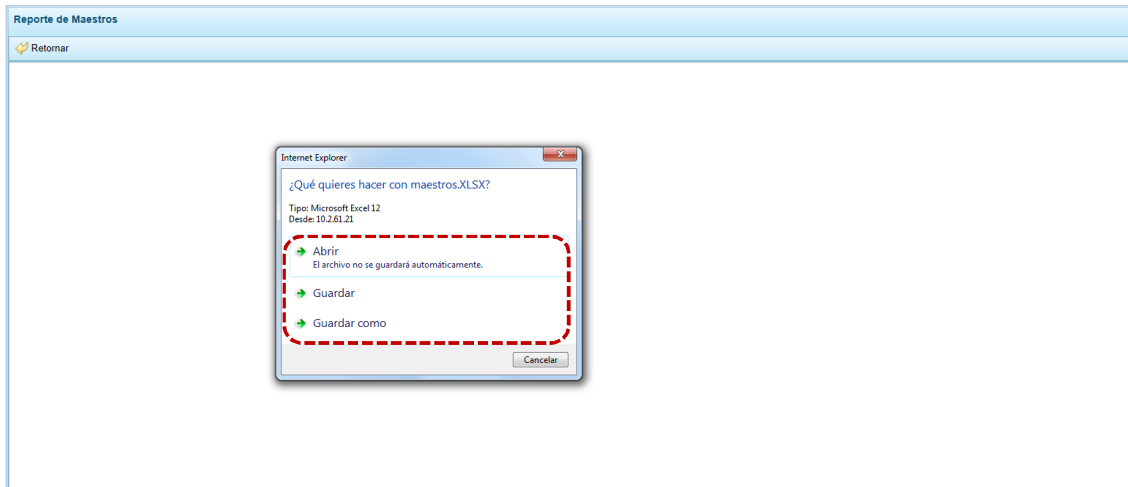 Reporte de Maestros
Retornar
Internet Explorer
¿Qué quieres hacer con maestros.XLSX?
Tipo: Microsoft Excel 12
Desde: 10.2.61.21
Abrir
El archivo no se guardará automáticamente.
Guardar
Guardar como
Cancelar